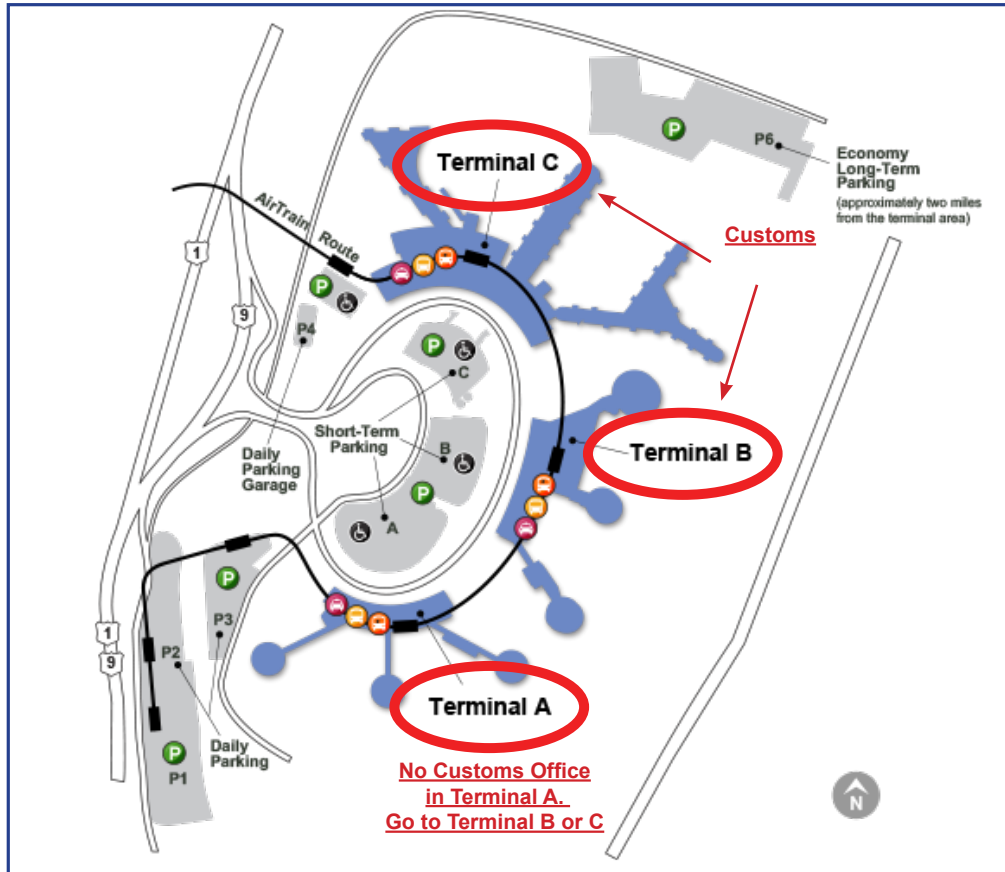 P
P6
Economy
Long-Term
Parking
(approximately two miles
from the terminal area)
Terminal C
Customs
AirTrain Route
1
9
P
P4
P
C
Short-Term
Parking
B
Terminal B
Daily
Parking
Garage
P
A
P
P3
1
9
P2
Terminal A
Daily
Parking
P
P1
No Customs Office
in Terminal A.
Go to Terminal B or C
N